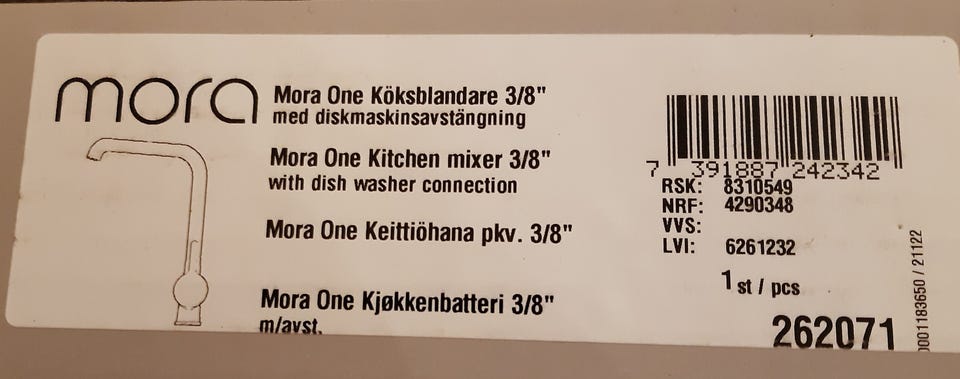 mora
Mora One Köksblandare 3/8"
med diskmaskinsavstängning
Mora One Kitchen mixer 3/8"
with dish washer connection
Mora One Keittiöhana pkv. 3/8"
Mora One Kjøkkenbatteri 3/8"
m/avst.
7 391887 242342
RSK: 8310549
NRF: 4290348
VVS:
LVI: 6261232
1 st / pcs
262071
0001183650 / 21122